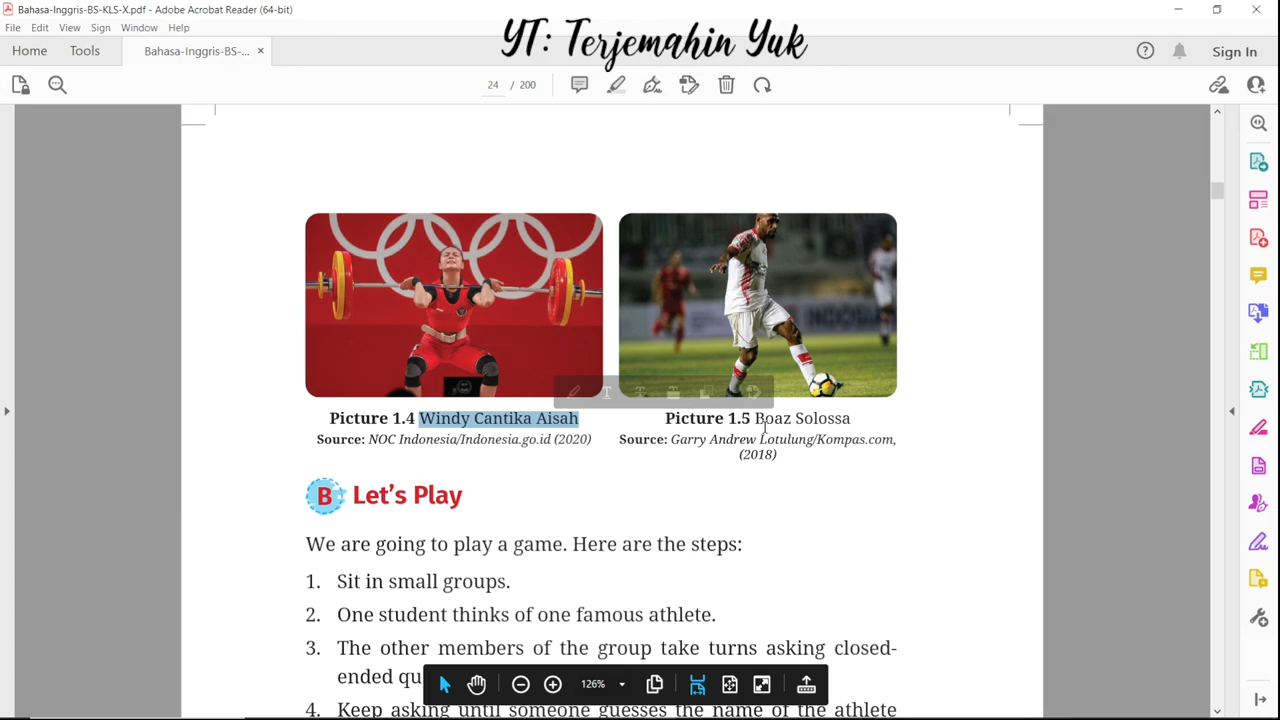 Bahasa-Inggris-BS-KLS-X.pdf - Adobe Acrobat Reader (64-bit)
File Edit View Sign Window Help
YT: Terjemahin Yuk
Home Tools Bahasa-Inggris-BS-... ×
Sign In
24 / 200
Picture 1.4 Windy Cantika Aisah
Source: NOC Indonesia/Indonesia.go.id (2020)
Picture 1.5 Boaz Solossa
Source: Garry Andrew Lotulung/Kompas.com,
(2018)
B Let's Play
We are going to play a game. Here are the steps:
1. Sit in small groups.
2. One student thinks of one famous athlete.
3. The other members of the group take turns asking closed-
ended qu
126%
4. Keep asking until someone guesses the name of the athlete